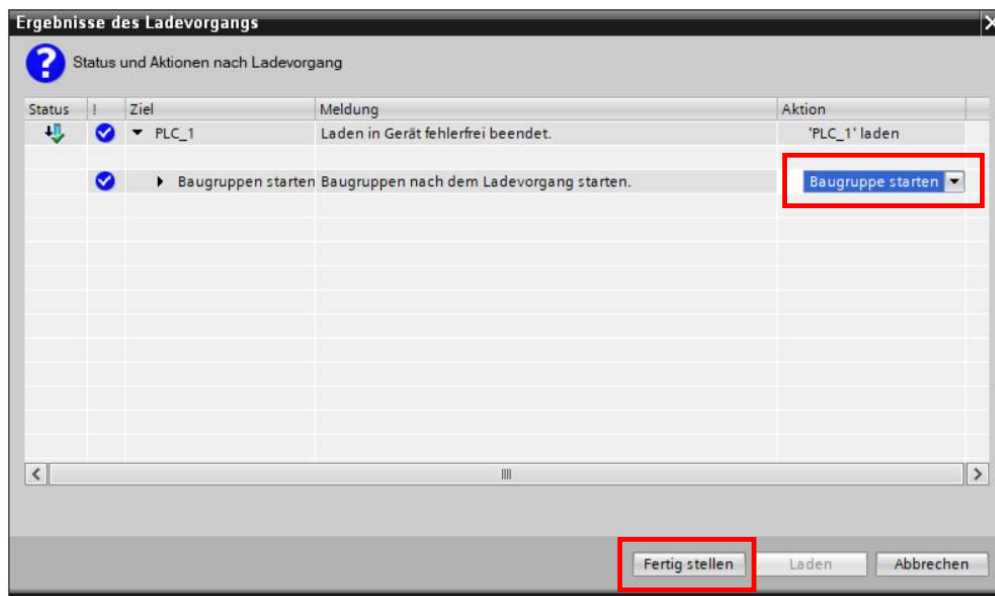 Ergebnisse des Ladevorgangs
Status und Aktionen nach Ladevorgang
Status ! Ziel Meldung Aktion
PLC_1 Laden in Gerät fehlerfrei beendet. 'PLC_1' laden
Baugruppen starten Baugruppen nach dem Ladevorgang starten. Baugruppe starten
Fertig stellen Laden Abbrechen